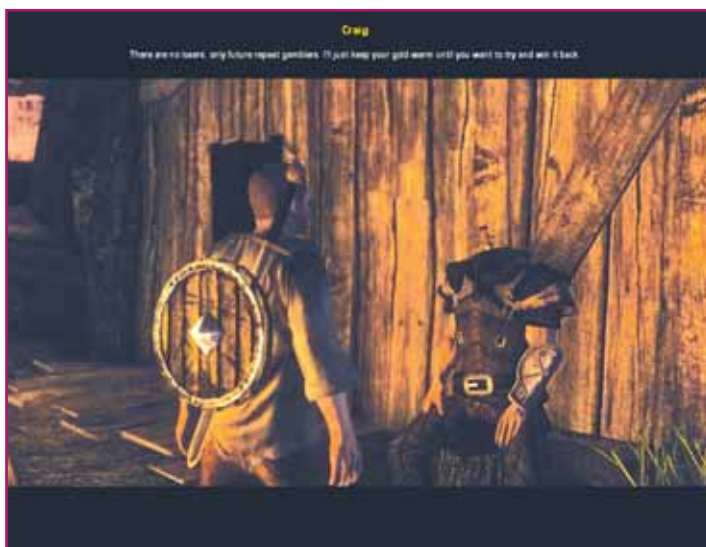 Craig
There are no losers, only future repeat gamblers. I'll just keep your gold warm until you want to try and win it back.